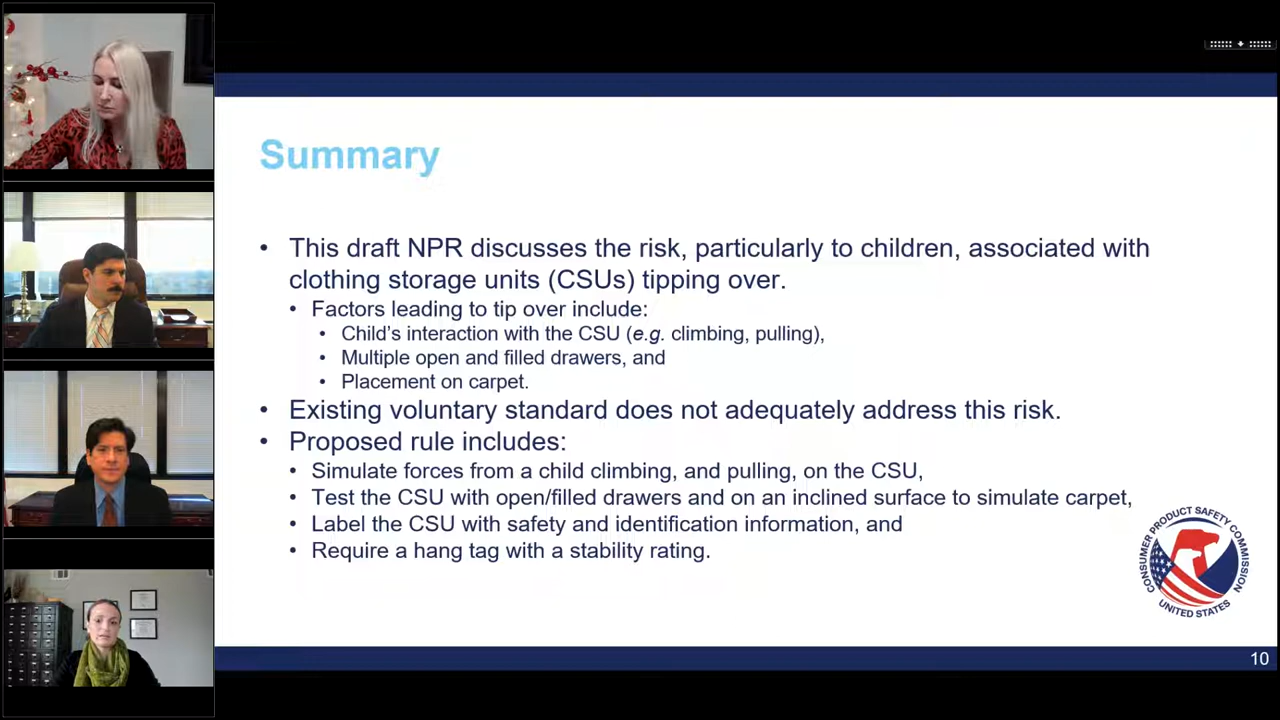 Summary
• This draft NPR discusses the risk, particularly to children, associated with
clothing storage units (CSUs) tipping over.
• Factors leading to tip over include:
• Child's interaction with the CSU (e.g. climbing, pulling),
• Multiple open and filled drawers, and
• Placement on carpet.
• Existing voluntary standard does not adequately address this risk.
• Proposed rule includes:
• Simulate forces from a child climbing, and pulling, on the CSU,
• Test the CSU with open/filled drawers and on an inclined surface to simulate carpet,
• Label the CSU with safety and identification information, and
• Require a hang tag with a stability rating.
CONSUMER PRODUCT SAFETY COMMISSION
UNITED STATES
10